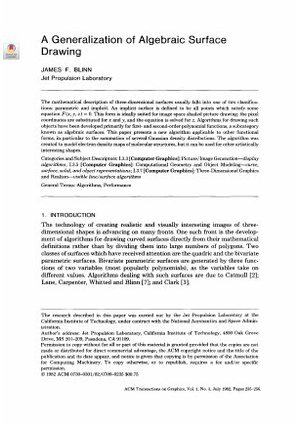 A Generalization of Algebraic Surface
Drawing
JAMES F. BLINN
Jet Propulsion Laboratory
The mathematical description of three-dimensional surfaces usually falls into one of two classifica-
tions: parametric and implicit. An implicit surface is defined to be all points which satisfy some
equation F(x, y, z) = 0. This form is ideally suited for image space shaded picture drawing; the pixel
coordinates are substituted for x and y, and the equation is solved for z. Algorithms for drawing such
objects have been developed primarily for first- and second-order polynomial functions, a subcategory
known as algebraic surfaces. This paper presents a new algorithm applicable to other functional
forms, in particular to the summation of several Gaussian density distributions. The algorithm was
created to model electron density maps of molecular structures, but it can be used for other artistically
interesting shapes.
Categories and Subject Descriptors: I.3.3 [Computer Graphics]: Picture/Image Generation—display
algorithms; I.3.5 [Computer Graphics]: Computational Geometry and Object Modeling—curve,
surface, solid, and object representations; I.3.7 [Computer Graphics]: Three-Dimensional Graphics
and Realism—visible line/surface algorithms
General Terms: Algorithms, Performance
1. INTRODUCTION
The technology of creating realistic and visually interesting images of three-
dimensional shapes is advancing on many fronts. One such front is the develop-
ment of algorithms for drawing curved surfaces directly from their mathematical
definitions rather than by dividing them into large numbers of polygons. Two
classes of surfaces which have received attention are the quadric and the bivariate
parametric surfaces. Bivariate parametric surfaces are generated by three func-
tions of two variables (most popularly polynomials), as the variables take on
different values. Algorithms dealing with such surfaces are due to Catmull [2];
Lane, Carpenter, Whitted and Blinn [7]; and Clark [3].
The research described in this paper was carried out by the Jet Propulsion Laboratory at the
California Institute of Technology, under contract with the National Aeronautics and Space Admin-
istration.
Author's address: Jet Propulsion Laboratory, California Institute of Technology, 4800 Oak Grove
Drive, MS 201-209, Pasadena, CA 91109.
Permission to copy without fee all or part of this material is granted provided that the copies are not
made or distributed for direct commercial advantage, the ACM copyright notice and the title of the
publication and its date appear, and notice is given that copying is by permission of the Association
for Computing Machinery. To copy otherwise, or to republish, requires a fee and/or specific
permission.
© 1982 ACM 0730-0301/82/0700-0235 $00.75
ACM Transactions on Graphics, Vol. 1, No. 3, July 1982, Pages 235-256.